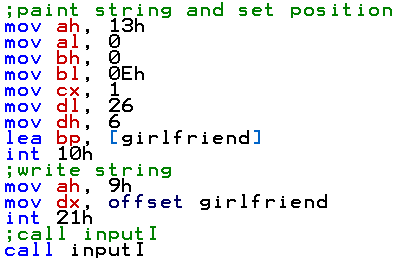 ;paint string and set position
mov ah, 13h
mov al, 0
mov bh, 0
mov bl, 0Eh
mov cx, 1
mov dl, 26
mov dh, 6
lea bp, [girlfriend]
int 10h
;write string
mov ah, 9h
mov dx, offset girlfriend
int 21h
;call inputI
call inputI